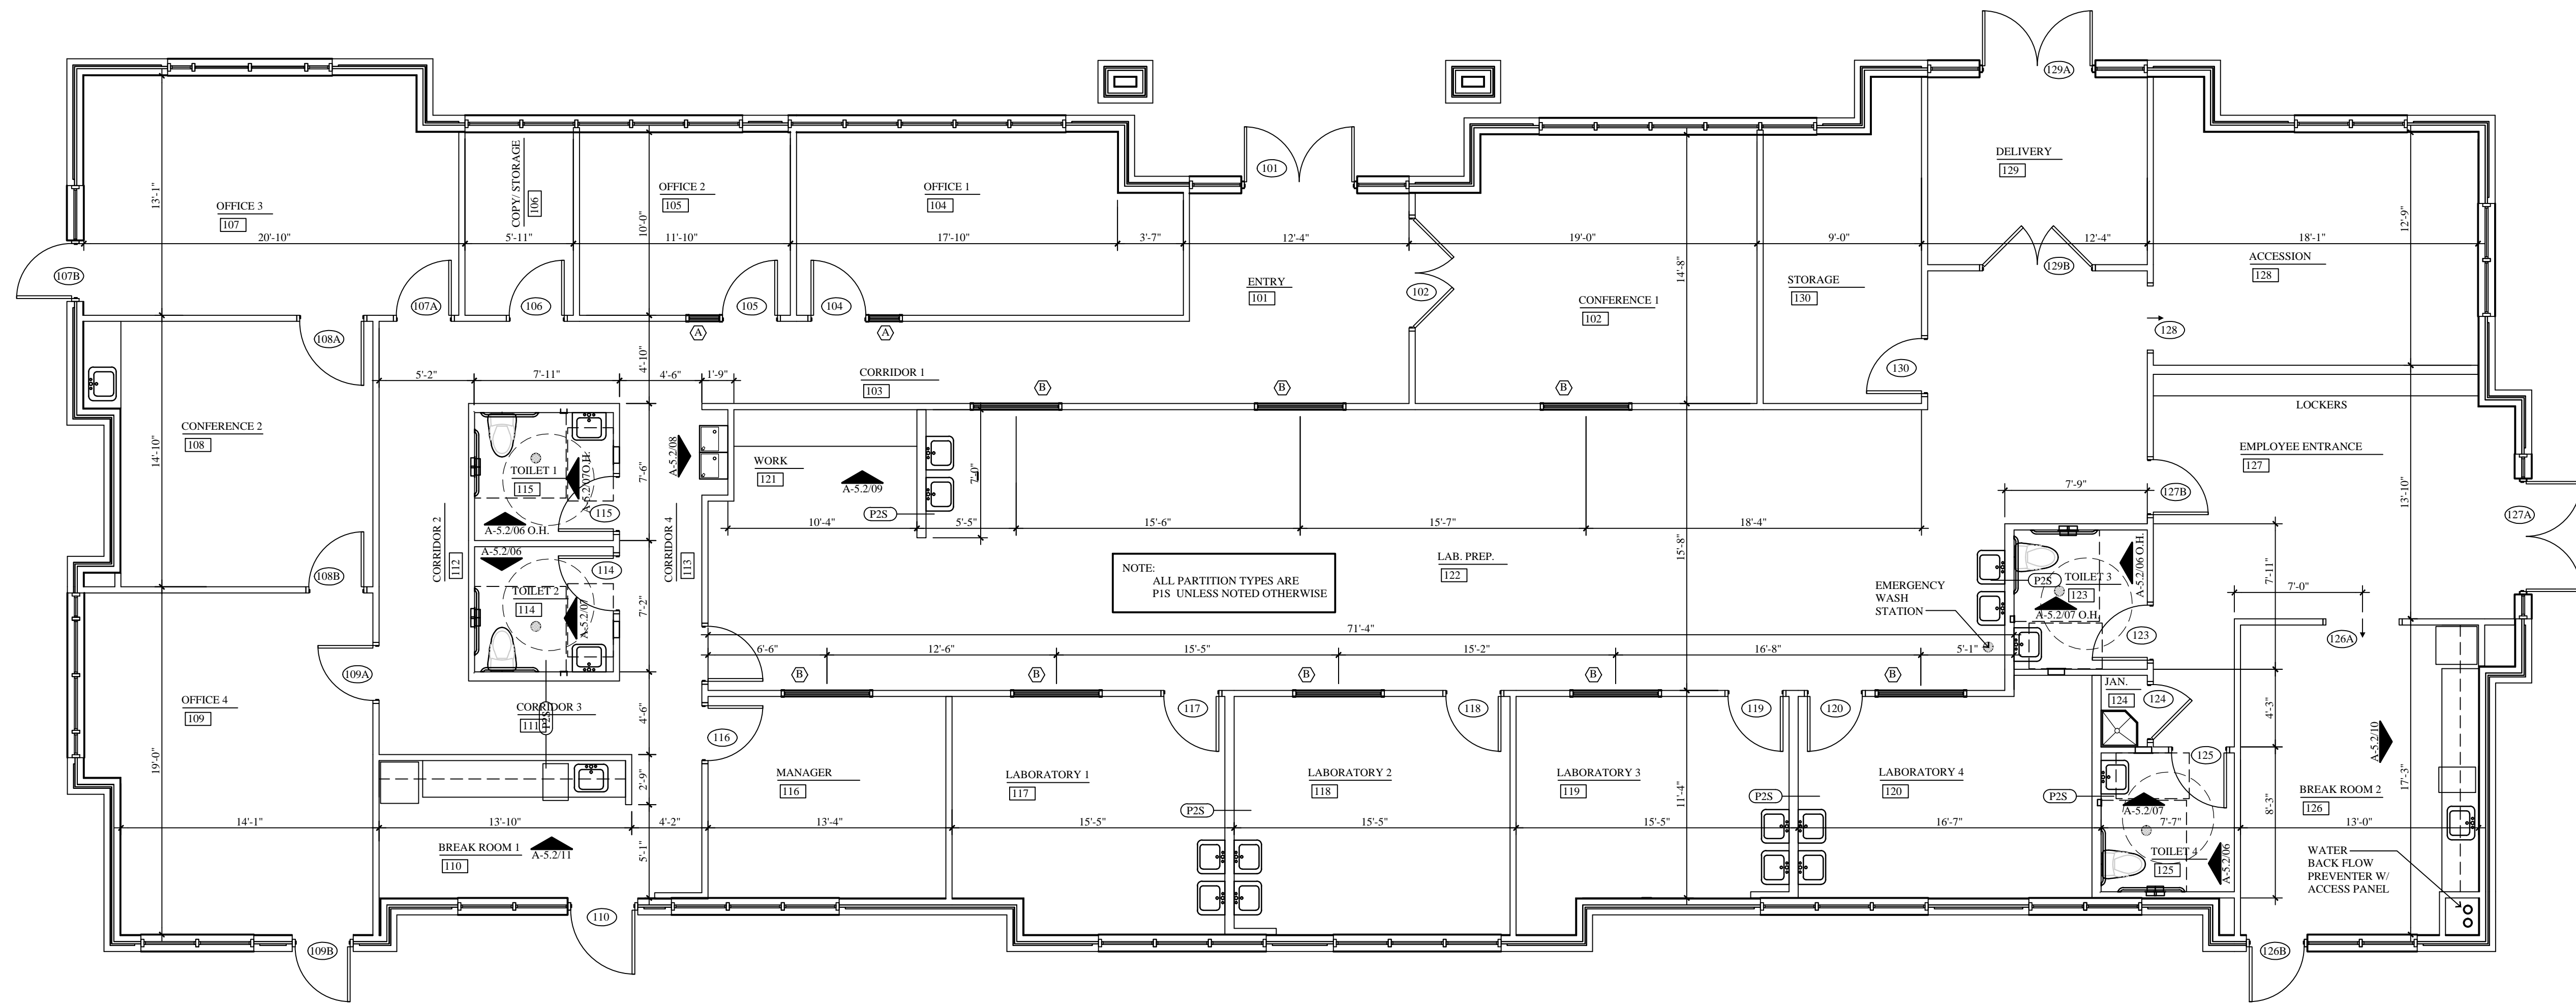 129A
101
OFFICE 3
107
13'-1"
COPY/ STORAGE
106
OFFICE 2
105
10'-0"
OFFICE 1
104
DELIVERY
129
12'-9"
20'-10"
5'-11"
11'-10"
17'-10"
3'-7"
12'-4"
19'-0"
9'-0"
12'-4"
18'-1"
107B
107A
106
105
104
ENTRY
101
102
14'-8"
CONFERENCE 1
102
STORAGE
130
129B
ACCESSION
128
128
108A
A
A
4'-10"
5'-2"
7'-11"
4'-6"
1'-9"
CORRIDOR 1
103
B
B
B
130
LOCKERS
CONFERENCE 2
108
14'-10"
TOILET 1
115
A-5.2/07O.H.
7'-6"
A-5.2/08
WORK
121
A-5.2/09
7'-0"
P2S
EMPLOYEE ENTRANCE
127
13'-10"
7'-9"
127B
127A
115
A-5.2/06 O.H.
CORRIDOR 2
112
CORRIDOR 4
113
10'-4"
5'-5"
15'-6"
15'-7"
18'-4"
A-5.2/06
114
108B
TOILET 2
114
A-5.2/07
7'-2"
NOTE:
ALL PARTITION TYPES ARE
P1S UNLESS NOTED OTHERWISE
LAB. PREP.
122
15'-8"
EMERGENCY
WASH
STATION
P2S
TOILET 3
123
A-5.2/06 O.H.
A-5.2/07 O.H.
123
7'-11"
7'-0"
126A
71'-4"
6'-6"
12'-6"
15'-5"
15'-2"
16'-8"
5'-1"
B
B
B
B
B
109A
OFFICE 4
109
CORRIDOR 3
111
P2S
4'-6"
116
117
118
119
120
JAN.
124
124
4'-3"
125
A-5.2/10
19'-0"
2'-9"
MANAGER
116
LABORATORY 1
117
LABORATORY 2
118
LABORATORY 3
119
LABORATORY 4
120
P2S
P2S
P2S
11'-4"
A-5.2/07
8'-3"
BREAK ROOM 2
126
17'-3"
14'-1"
13'-10"
4'-2"
13'-4"
15'-5"
15'-5"
15'-5"
16'-7"
7'-7"
13'-0"
BREAK ROOM 1
110
A-5.2/11
5'-1"
TOILET 4
125
A-5.2/06
WATER
BACK FLOW
PREVENTER W/
ACCESS PANEL
110
109B
126B